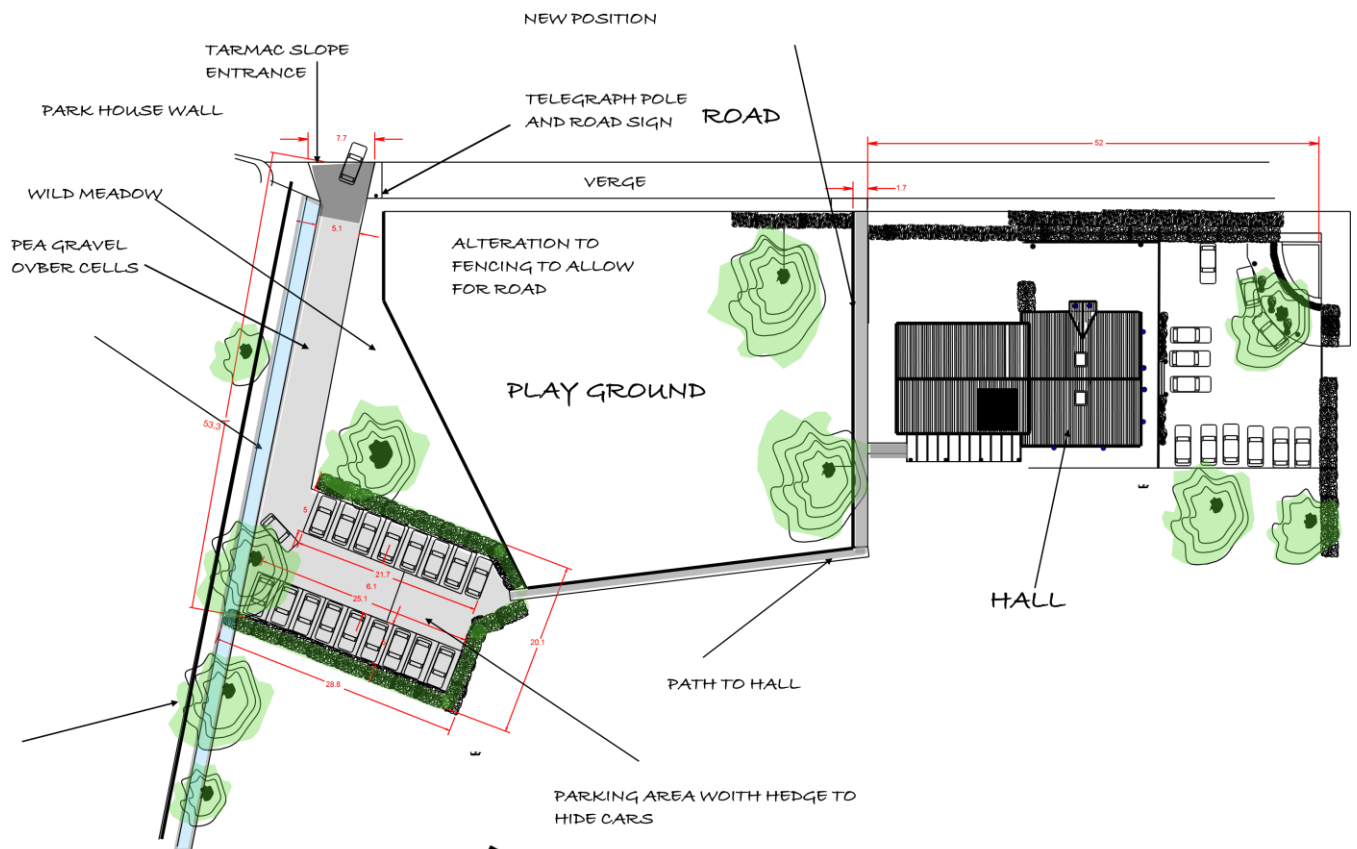 NEW POSITION
TARMAC SLOPE
ENTRANCE
PARK HOUSE WALL
TELEGRAPH POLE
AND ROAD SIGN
ROAD
7.7
52
VERGE
1.7
WILD MEADOW
5.1
PEA GRAVEL
OVBER CELLS
ALTERATION TO
FENCING TO ALLOW
FOR ROAD
PLAY GROUND
53.3
5
21.7
6.1
25.1
HALL
20.1
28.8
PATH TO HALL
PARKING AREA WOITH HEDGE TO
HIDE CARS